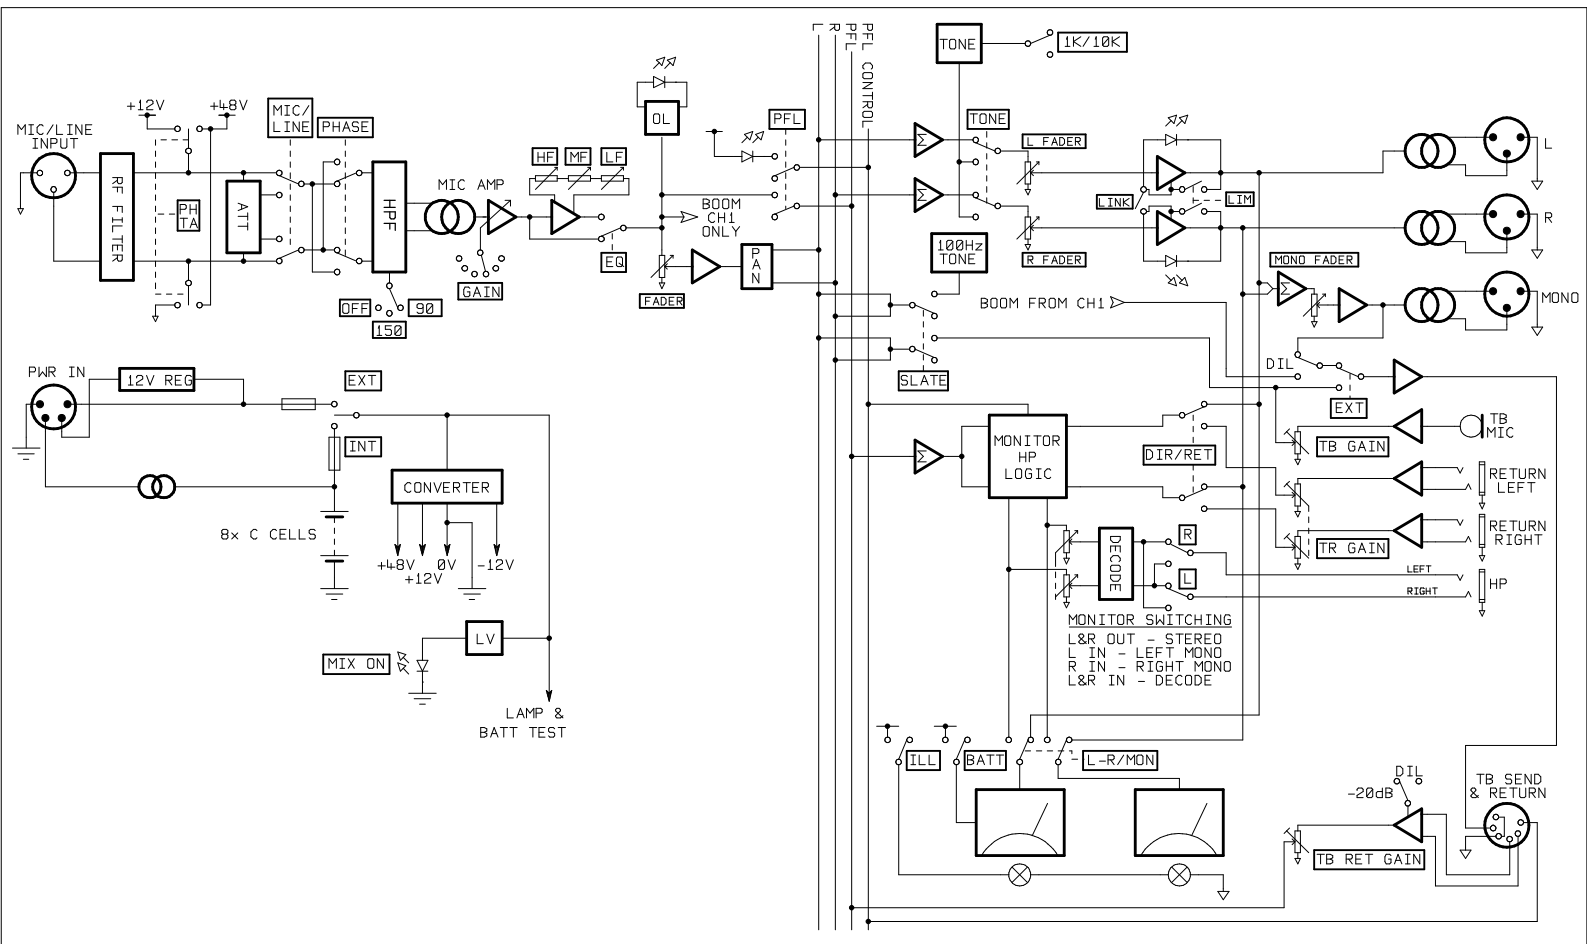 L
R
PFL
PFL CONTROL
TONE
1K/10K
+12V
+48V
MIC/LINE
INPUT
MIC/
LINE
PHASE
OL
PFL
TONE
L FADER
L
RF FILTER
PH
TA
ATT
HPF
MIC AMP
HF
MF
LF
BOOM
CH1
ONLY
LINK
LIM
R
EQ
GAIN
FADER
PAN
100Hz
TONE
R FADER
MONO FADER
MONO
OFF
90
150
BOOM FROM CH1
SLATE
DIL
EXT
PWR IN
12V REG
EXT
INT
MONITOR
HP
LOGIC
DIR/RET
TB GAIN
TB
MIC
RETURN
LEFT
CONVERTER
8x C CELLS
+48V
+12V
0V
-12V
RETURN
RIGHT
TR GAIN
R
L
DECODE
LEFT
RIGHT
HP
MONITOR SWITCHING
L&R OUT - STEREO
L IN - LEFT MONO
R IN - RIGHT MONO
L&R IN - DECODE
LV
MIX ON
LAMP &
BATT TEST
ILL
BATT
L-R/MON
DIL
-20dB
TB SEND
& RETURN
TB RET GAIN
Σ
Σ
Σ
Σ